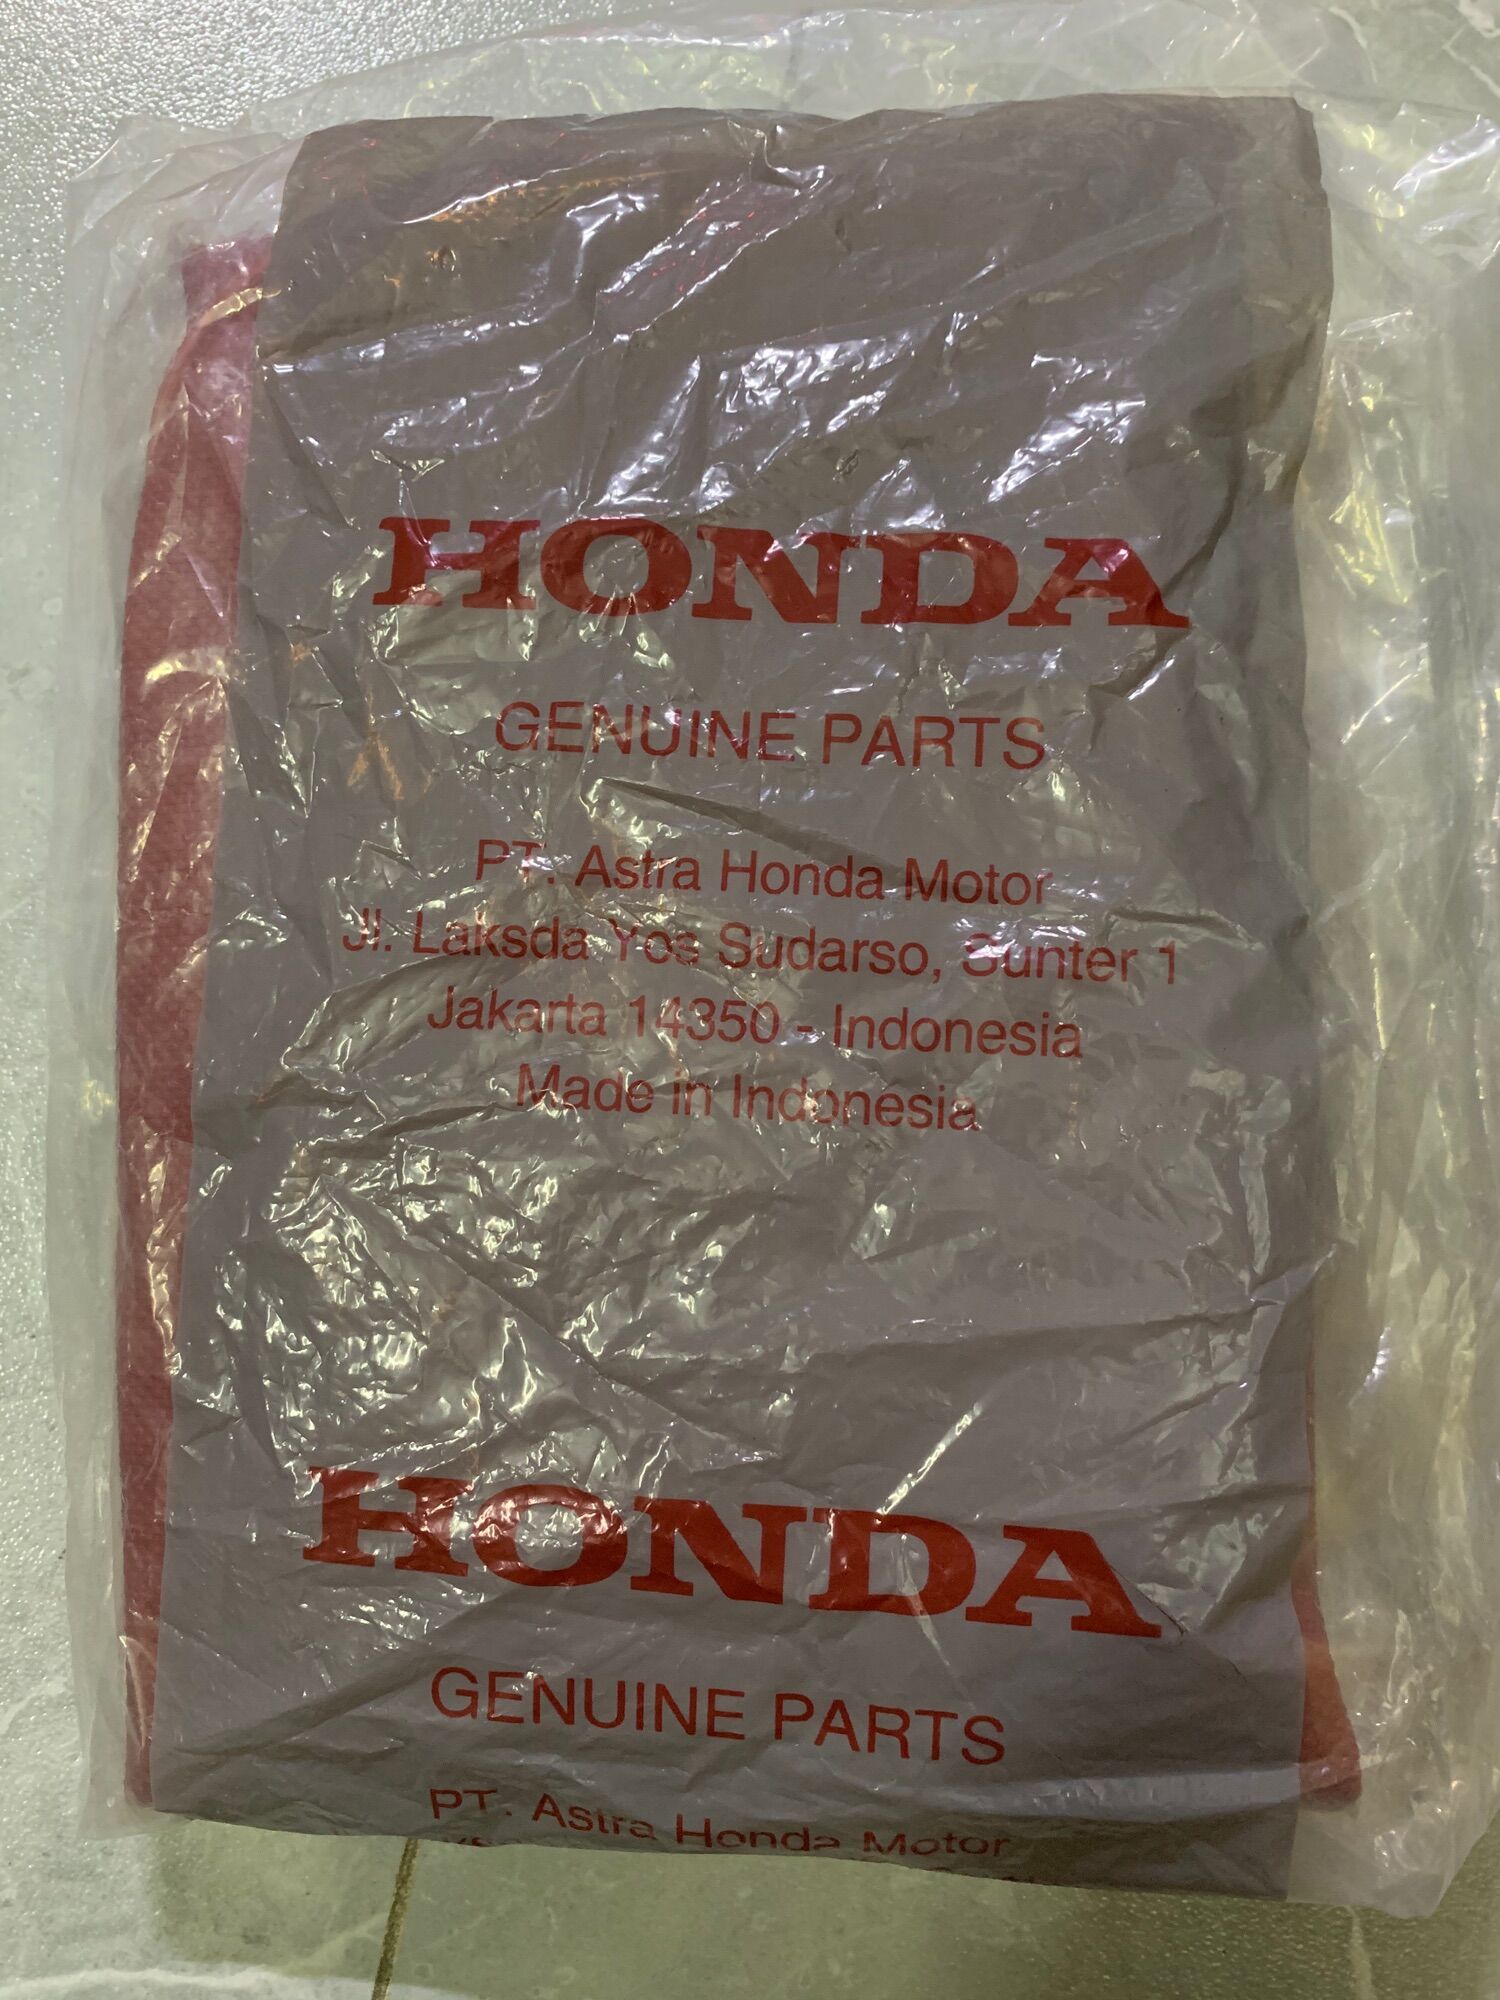 HONDA
GENUINE PARTS
PT. Astra Honda Motor
Jl. Laksda Yos Sudarso, Sunter 1
Jakarta 14350 - Indonesia
Made in Indonesia
HONDA
GENUINE PARTS
PT. Astra Honda Motor